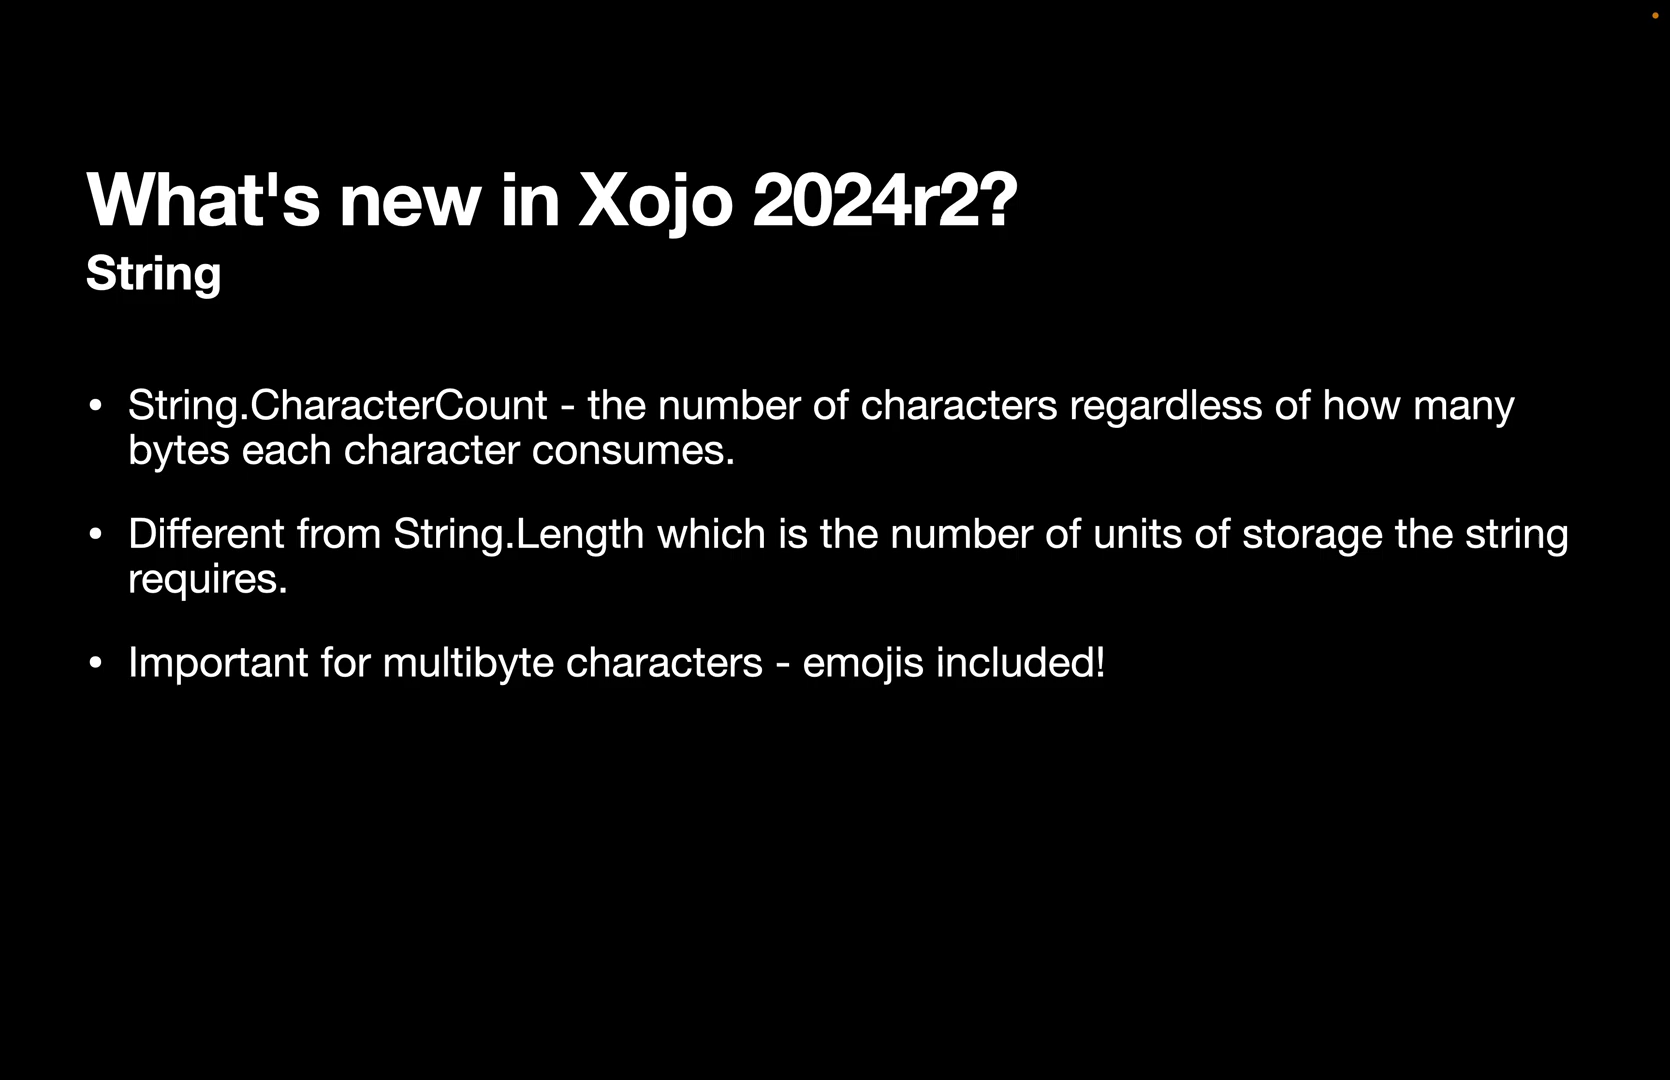 What's new in Xojo 2024r2?
String
• String.CharacterCount - the number of characters regardless of how many
bytes each character consumes.
• Different from String.Length which is the number of units of storage the string
requires.
• Important for multibyte characters - emojis included!